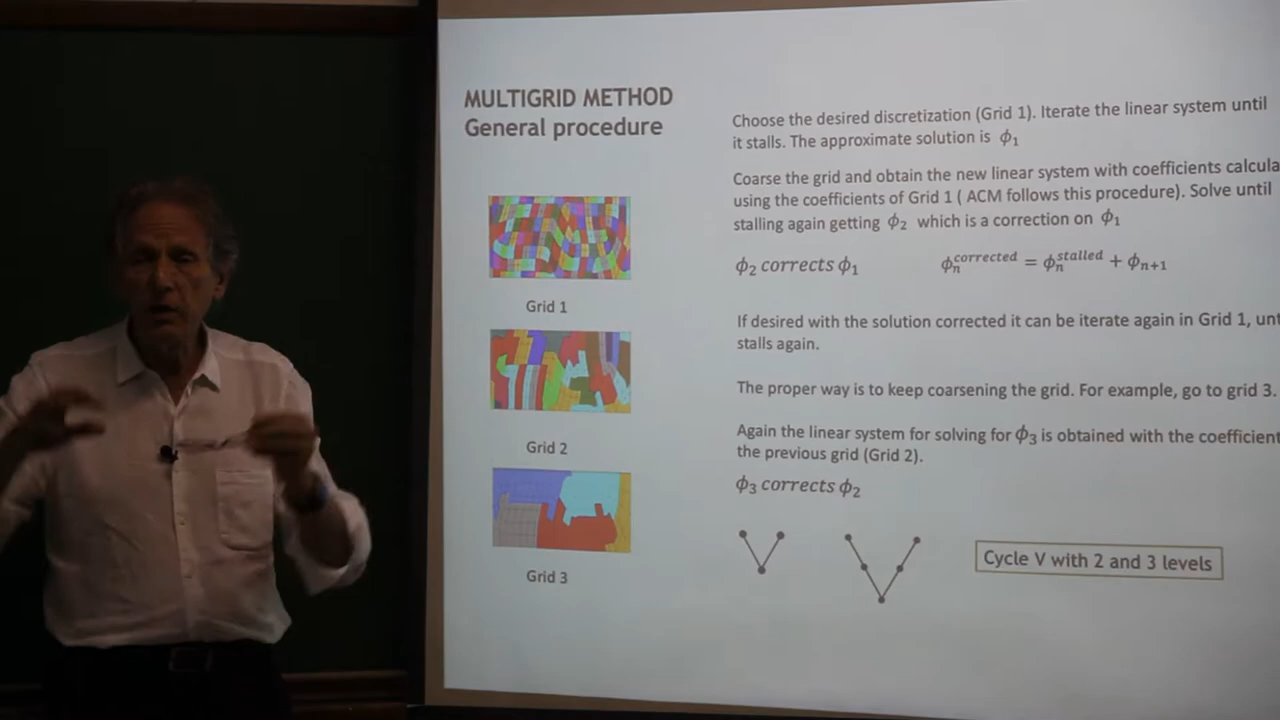 MULTIGRID METHOD
General procedure
Grid 1
Grid 2
Grid 3
Choose the desired discretization (Grid 1). Iterate the linear system until
it stalls. The approximate solution is ϕ₁
Coarse the grid and obtain the new linear system with coefficients calcula
using the coefficients of Grid 1 ( ACM follows this procedure). Solve until
stalling again getting ϕ₂ which is a correction on ϕ₁
ϕ₂ corrects ϕ₁
ϕₙ^corrected = ϕₙ^stalled + ϕₙ₊₁
If desired with the solution corrected it can be iterate again in Grid 1, unt
stalls again.
The proper way is to keep coarsening the grid. For example, go to grid 3.
Again the linear system for solving for ϕ₃ is obtained with the coefficient
the previous grid (Grid 2).
ϕ₃ corrects ϕ₂
Cycle V with 2 and 3 levels